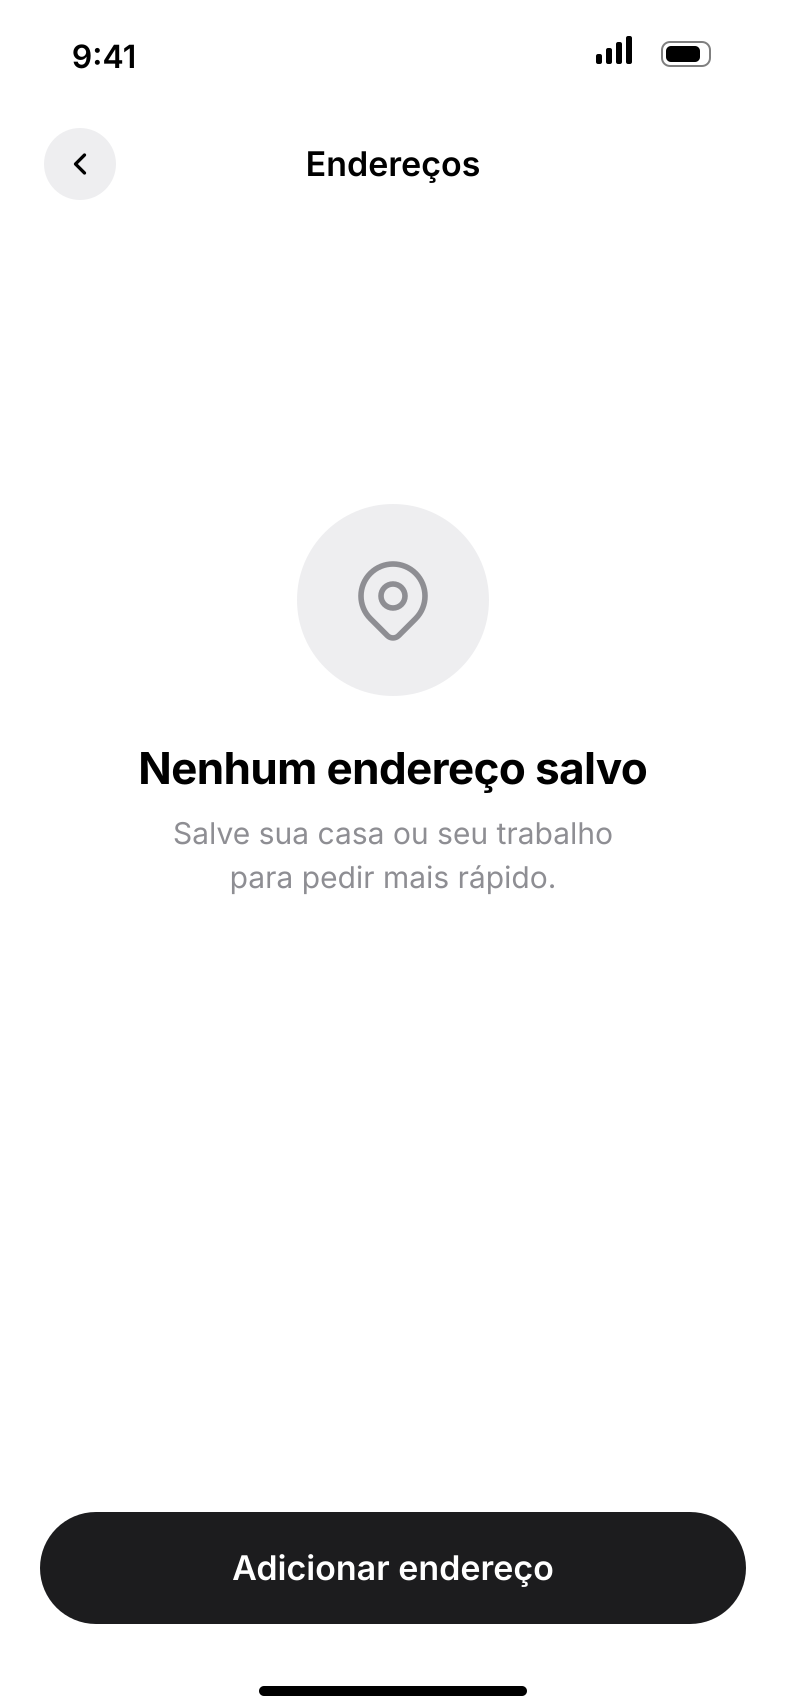 9:41
Endereços
Nenhum endereço salvo
Salve sua casa ou seu trabalho
para pedir mais rápido.
Adicionar endereço